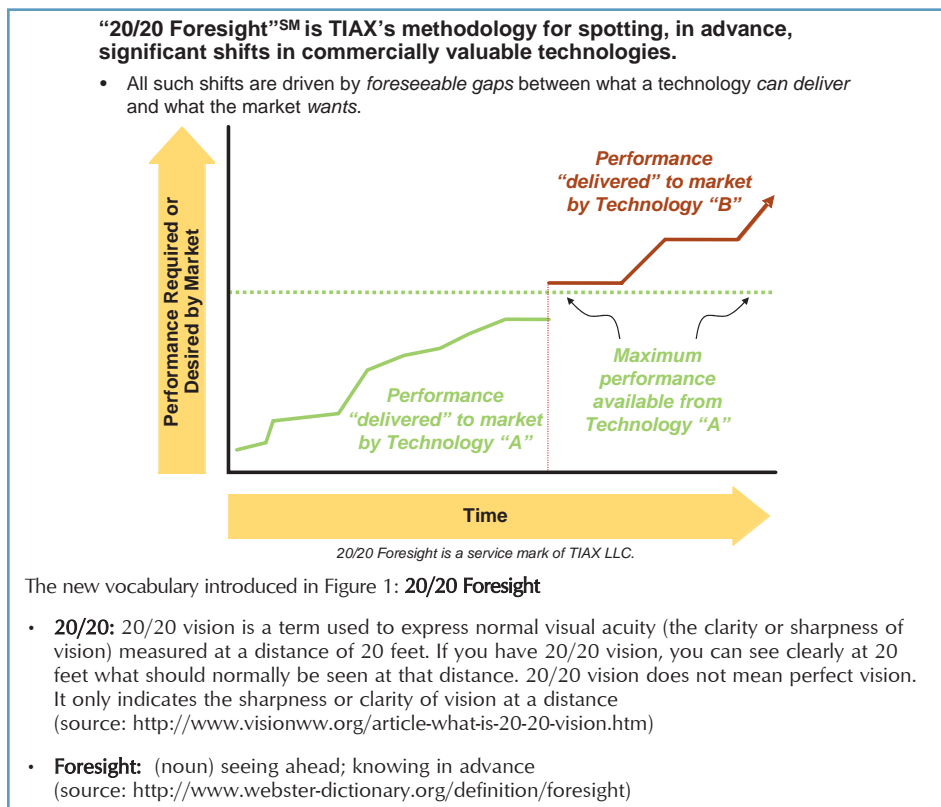 “20/20 Foresight”SM is TIAX’s methodology for spotting, in advance,
significant shifts in commercially valuable technologies.
• All such shifts are driven by foreseeable gaps between what a technology can deliver
and what the market wants.
Performance Required or
Desired by Market
Performance
“delivered” to market
by Technology “B”
Performance
“delivered” to market
by Technology “A”
Maximum
performance
available from
Technology “A”
Time
20/20 Foresight is a service mark of TIAX LLC.
The new vocabulary introduced in Figure 1: 20/20 Foresight
• 20/20: 20/20 vision is a term used to express normal visual acuity (the clarity or sharpness of
vision) measured at a distance of 20 feet. If you have 20/20 vision, you can see clearly at 20
feet what should normally be seen at that distance. 20/20 vision does not mean perfect vision.
It only indicates the sharpness or clarity of vision at a distance
(source: http://www.visionww.org/article-what-is-20-20-vision.htm)
• Foresight: (noun) seeing ahead; knowing in advance
(source: http://www.webster-dictionary.org/definition/foresight)